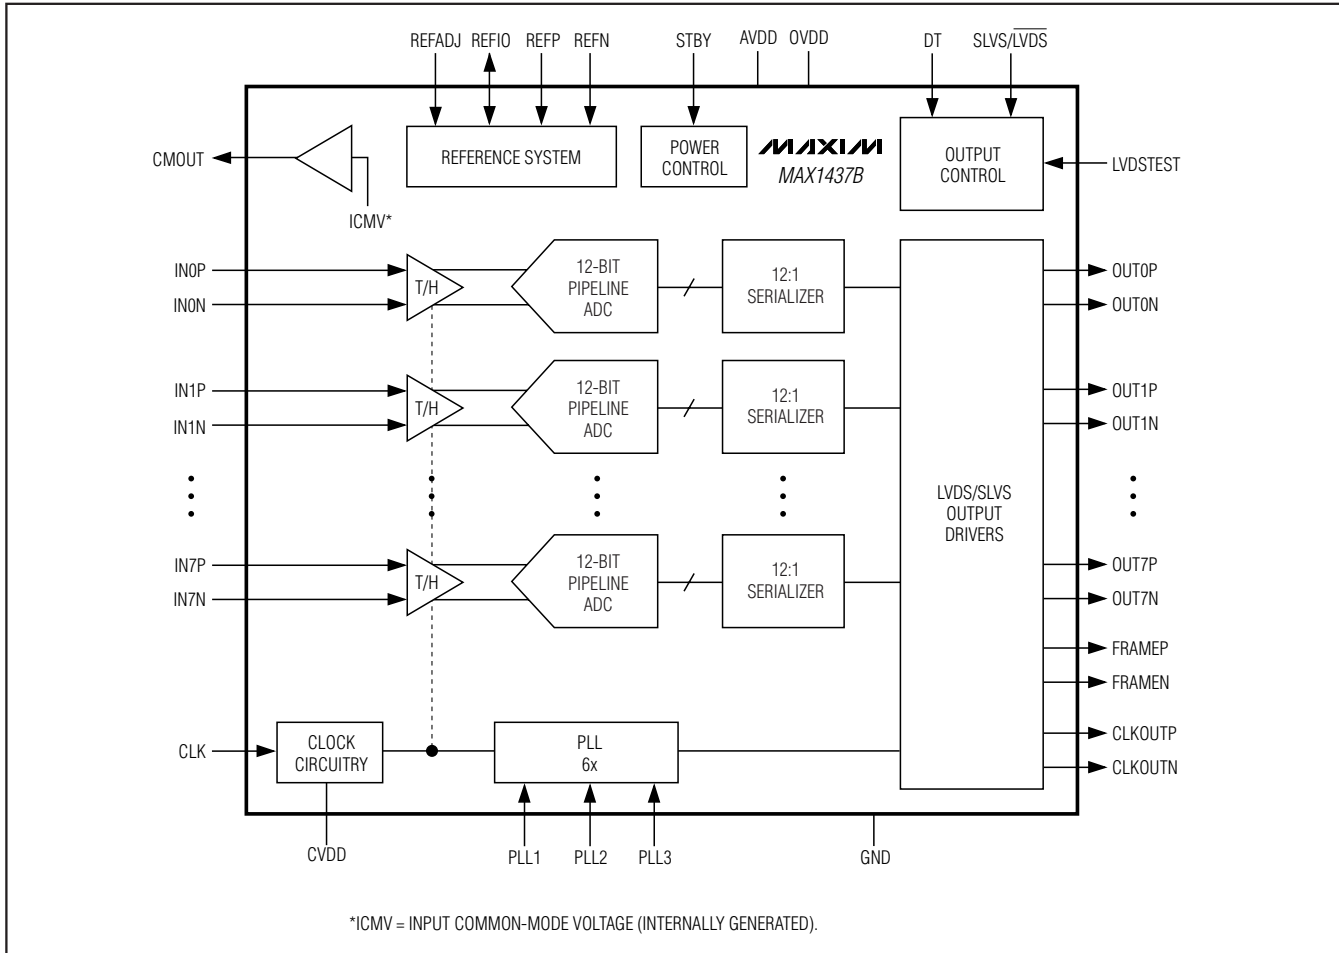 REFADJ REFIO REFP REFN STBY AVDD OVDD DT SLVS/LVDS
CMOUT
ICMV*
REFERENCE SYSTEM
POWER
CONTROL
MAXIM
MAX1437B
OUTPUT
CONTROL
LVDSTEST
IN0P
IN0N
T/H
12-BIT
PIPELINE
ADC
12:1
SERIALIZER
OUT0P
OUT0N
IN1P
IN1N
T/H
12-BIT
PIPELINE
ADC
12:1
SERIALIZER
OUT1P
OUT1N
LVDS/SLVS
OUTPUT
DRIVERS
IN7P
IN7N
T/H
12-BIT
PIPELINE
ADC
12:1
SERIALIZER
OUT7P
OUT7N
FRAMEP
FRAMEN
CLK
CLOCK
CIRCUITRY
PLL
6x
CLKOUTP
CLKOUTN
CVDD
PLL1
PLL2
PLL3
GND
*ICMV = INPUT COMMON-MODE VOLTAGE (INTERNALLY GENERATED).